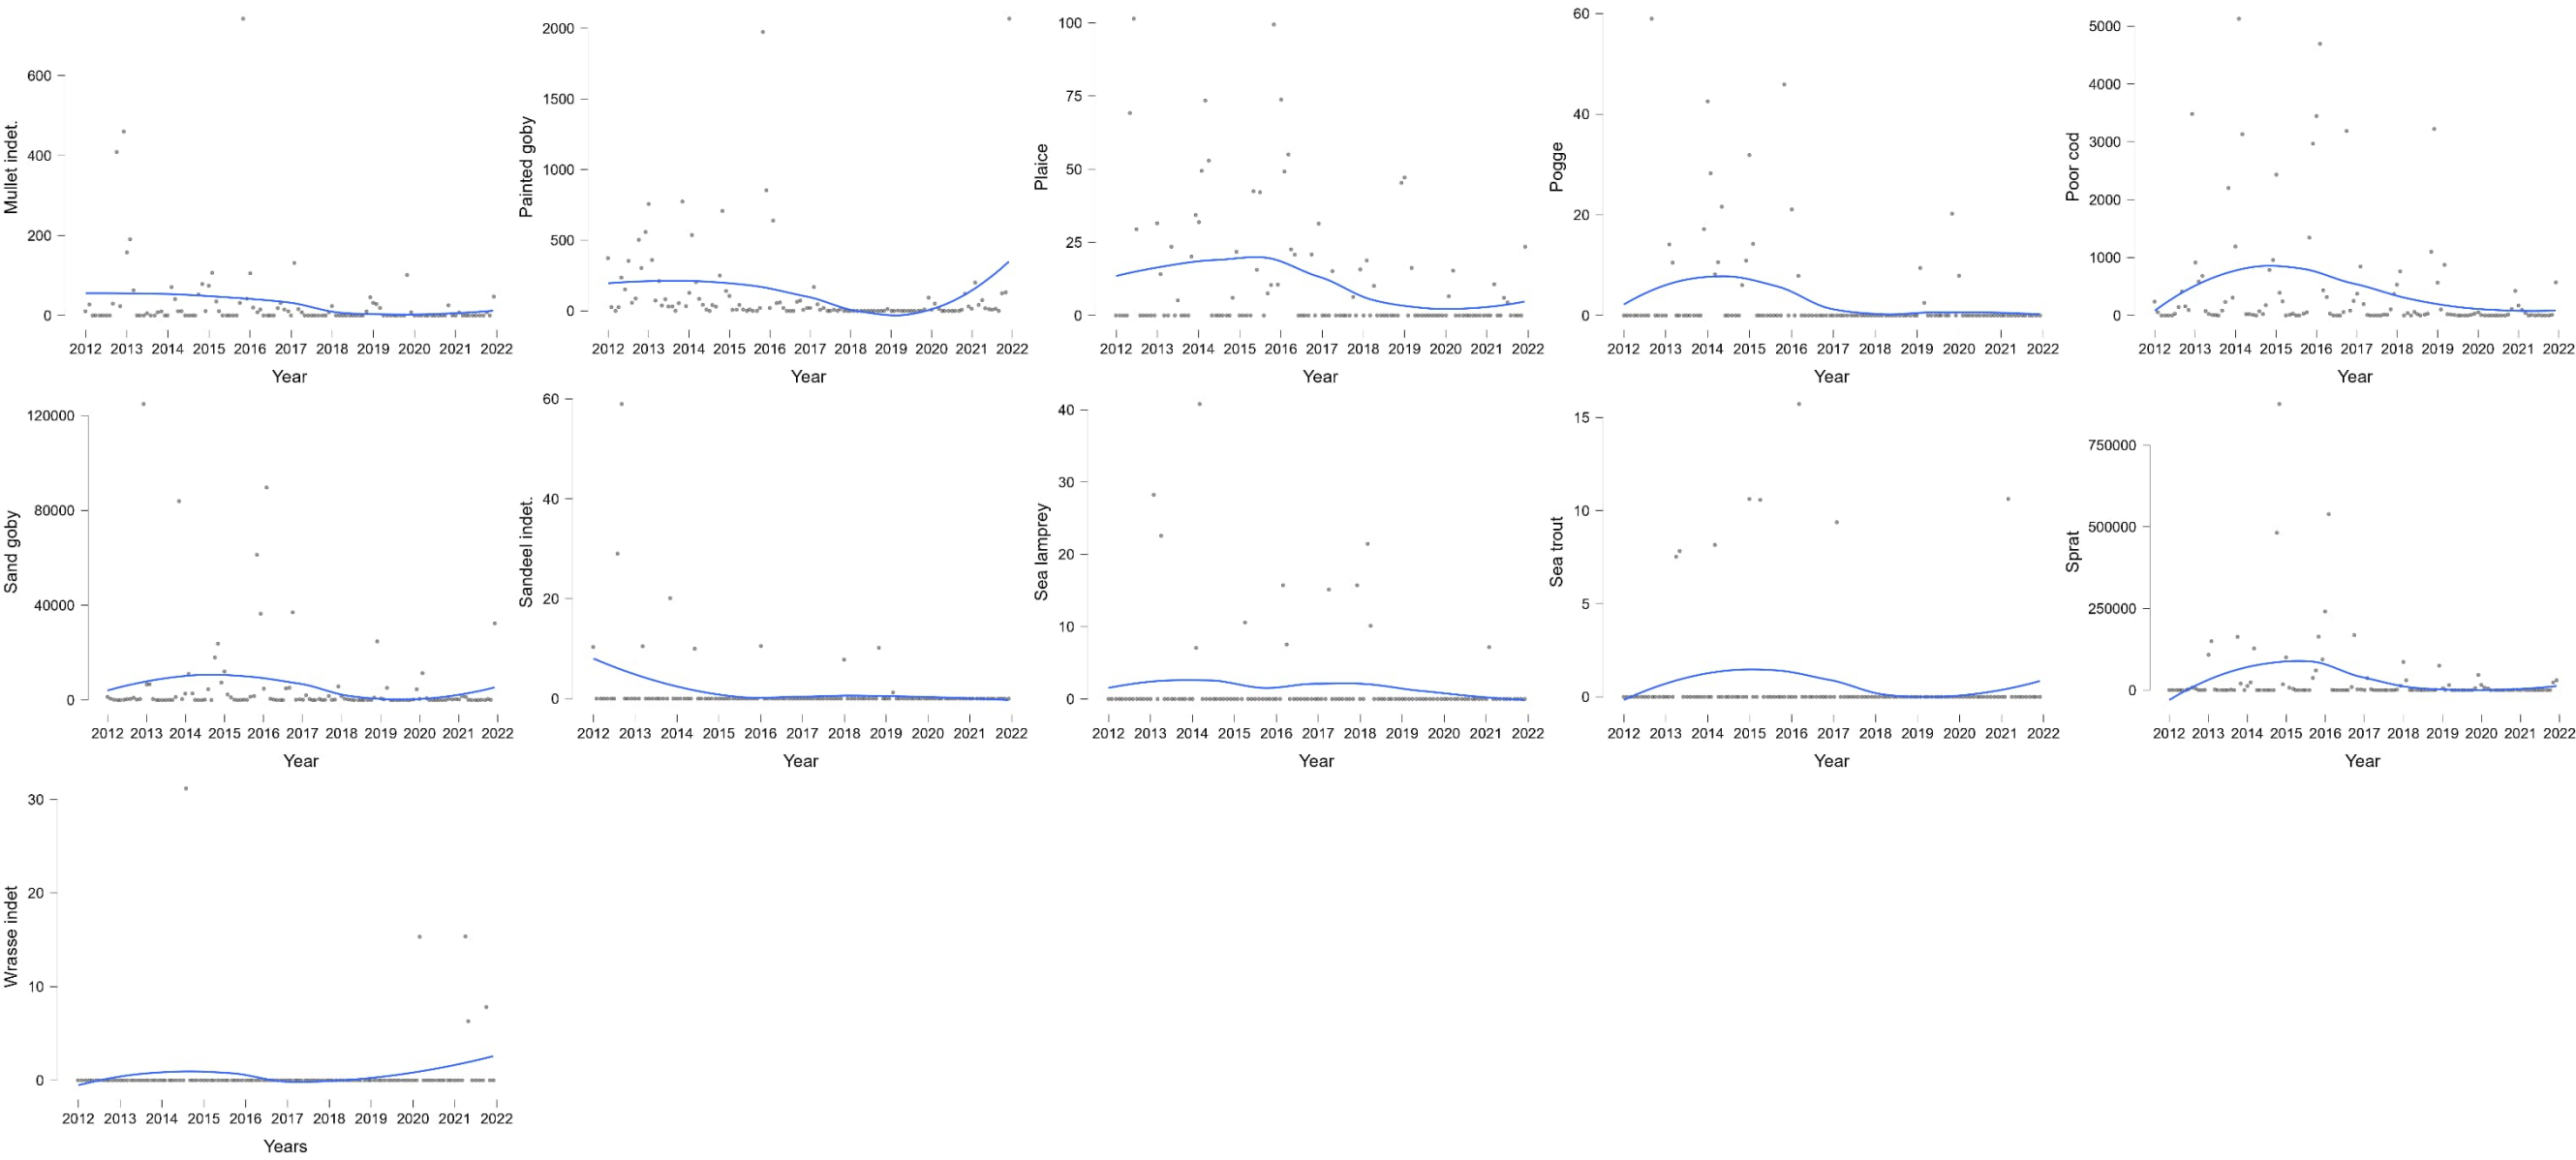 Mullet indet.
600
400
200
0
2012 2013 2014 2015 2016 2017 2018 2019 2020 2021 2022
Year
Painted goby
2000
1500
1000
500
0
2012 2013 2014 2015 2016 2017 2018 2019 2020 2021 2022
Year
Plaice
100
75
50
25
0
2012 2013 2014 2015 2016 2017 2018 2019 2020 2021 2022
Year
Pogge
60
40
20
0
2012 2013 2014 2015 2016 2017 2018 2019 2020 2021 2022
Year
Poor cod
5000
4000
3000
2000
1000
0
2012 2013 2014 2015 2016 2017 2018 2019 2020 2021 2022
Year
Sand goby
120000
80000
40000
0
2012 2013 2014 2015 2016 2017 2018 2019 2020 2021 2022
Year
Sandeel indet.
60
40
20
0
2012 2013 2014 2015 2016 2017 2018 2019 2020 2021 2022
Year
Sea lamprey
40
30
20
10
0
2012 2013 2014 2015 2016 2017 2018 2019 2020 2021 2022
Year
Sea trout
15
10
5
0
2012 2013 2014 2015 2016 2017 2018 2019 2020 2021 2022
Year
Sprat
750000
500000
250000
0
2012 2013 2014 2015 2016 2017 2018 2019 2020 2021 2022
Year
Wrasse indet
30
20
10
0
2012 2013 2014 2015 2016 2017 2018 2019 2020 2021 2022
Years